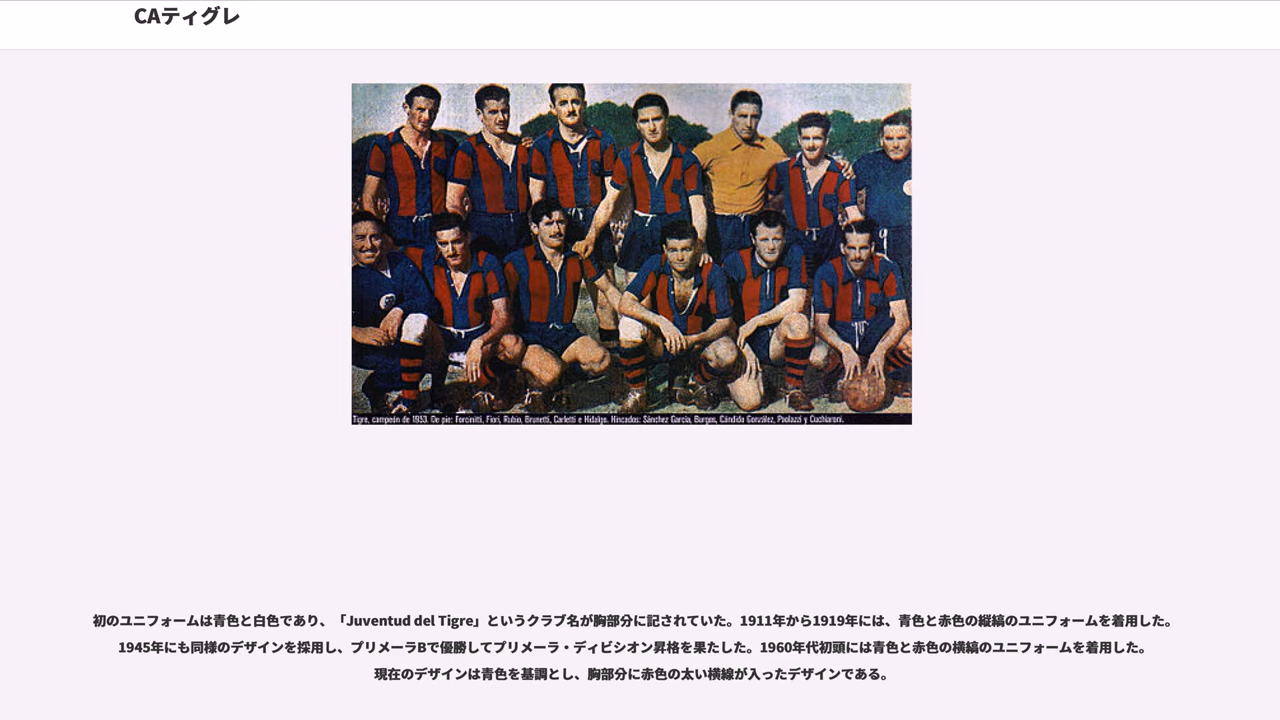 CAティグレ
Tigre, campeón de 1953. De pie: Forcinitti, Fiori, Rubio, Brunetti, Carletti e Hidalgo. Hincados: Sánchez García, Burgos, Cándido González, Paolazzi y Cuchiaroni.
初のユニフォームは青色と白色であり、「Juventud del Tigre」というクラブ名が胸部分に記されていた。1911年から1919年には、青色と赤色の縦縞のユニフォームを着用した。
1945年にも同様のデザインを採用し、プリメーラBで優勝してプリメーラ・ディビシオン昇格を果たした。1960年代初頭には青色と赤色の横縞のユニフォームを着用した。
現在のデザインは青色を基調とし、胸部分に赤色の太い横線が入ったデザインである。